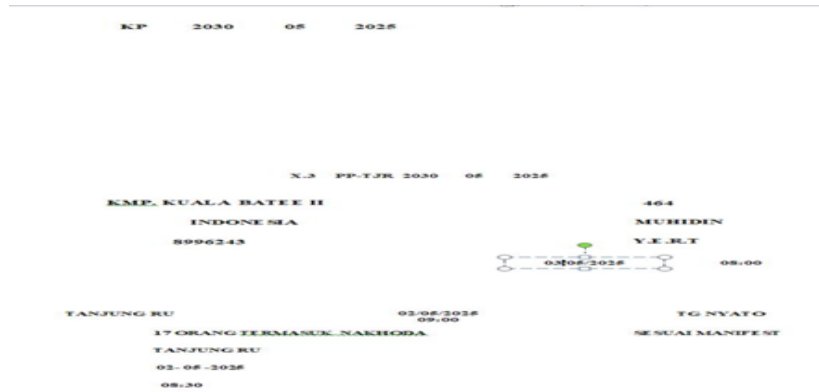 KP 2030 05 2025
X.3 PP-TJR 2030 05 2025
KMP. KUALA BATEE II 464
INDONESIA MUHIDIN
8996243 Y.E.R.T
03/05/2025 08:00
TANJUNG RU 02/05/2025 TG NYATO
09:00
17 ORANG TERMASUK NAKHODA SESUAI MANIFEST
TANJUNG RU
02-05-2025
08:30